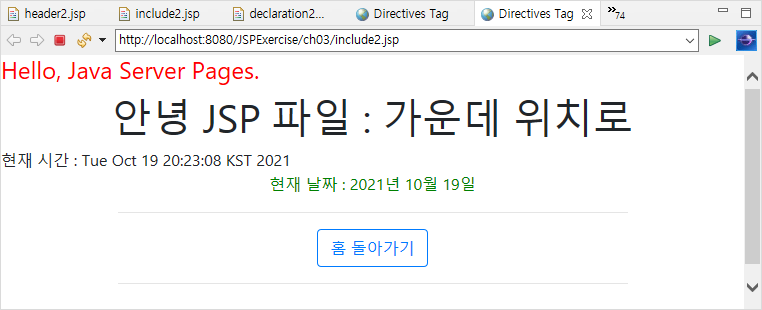 header2.jsp include2.jsp declaration2... Directives Tag Directives Tag »74
http://localhost:8080/JSPExercise/ch03/include2.jsp
Hello, Java Server Pages.
안녕 JSP 파일 : 가운데 위치로
현재 시간 : Tue Oct 19 20:23:08 KST 2021
현재 날짜 : 2021년 10월 19일
홈 돌아가기